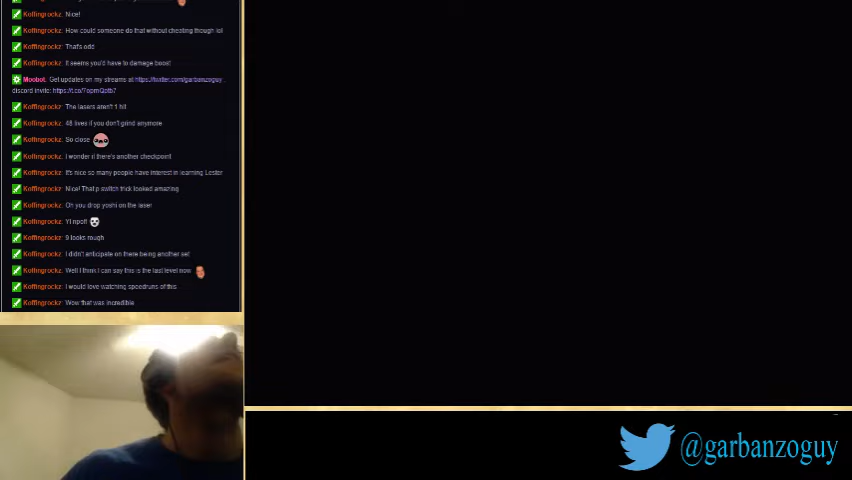 Koffingrockz: Nice!
Koffingrockz: How could someone do that without cheating though lol
Koffingrockz: That's odd
Koffingrockz: It seems you'd have to damage boost
Moobot: Get updates on my streams at https://twitter.com/garbanzoguy .
discord invite:
Koffingrockz: The lasers aren't 1 hit
Koffingrockz: 48 lives if you don't grind anymore
Koffingrockz: So close
Koffingrockz: I wonder if there's another checkpoint
Koffingrockz: It's nice so many people have interest in learning Lester
Koffingrockz: Nice! That p switch trick looked amazing
Koffingrockz: Oh you drop yoshi on the laser
Koffingrockz: Yi npofl
Koffingrockz: 9 looks rough
Koffingrockz: I didn't anticipate on there being another set
Koffingrockz: Well I think I can say this is the last level now
Koffingrockz: I would love watching speedruns of this
Koffingrockz: Wow that was incredible
@garbanzoguy